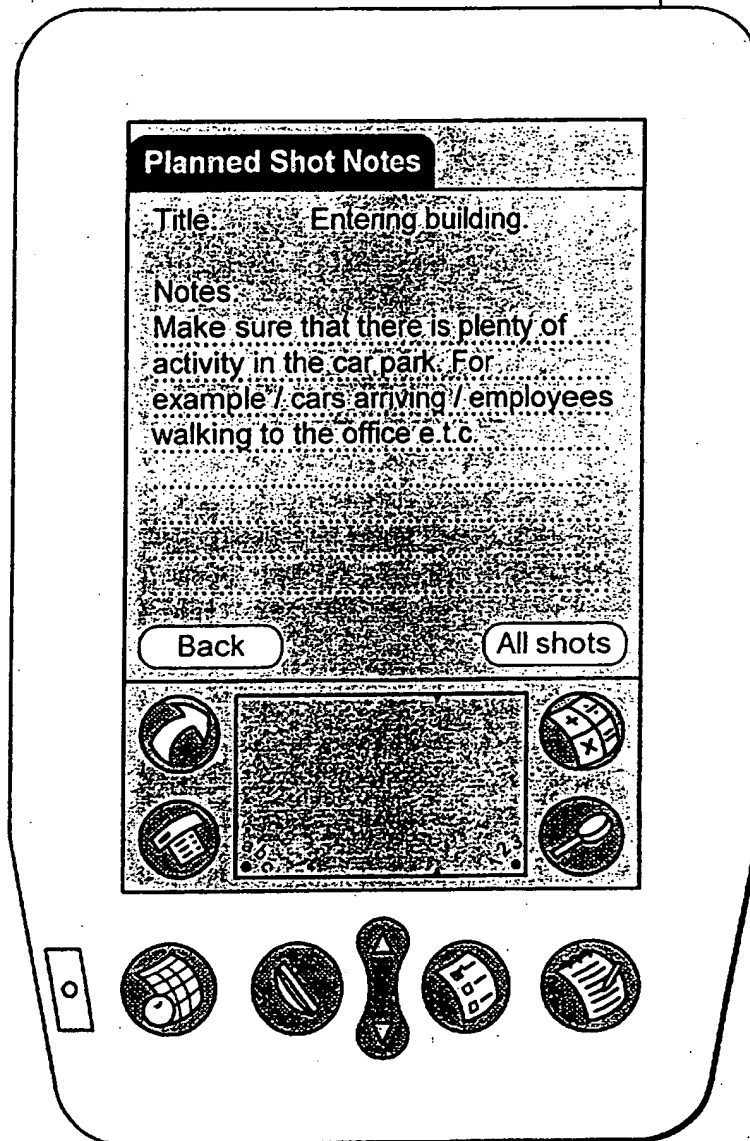 Planned Shot Notes
Title: Entering building.
Notes:
Make sure that there is plenty of
activity in the car park. For
example / cars arriving / employees
walking to the office e.t.c.
Back
All shots